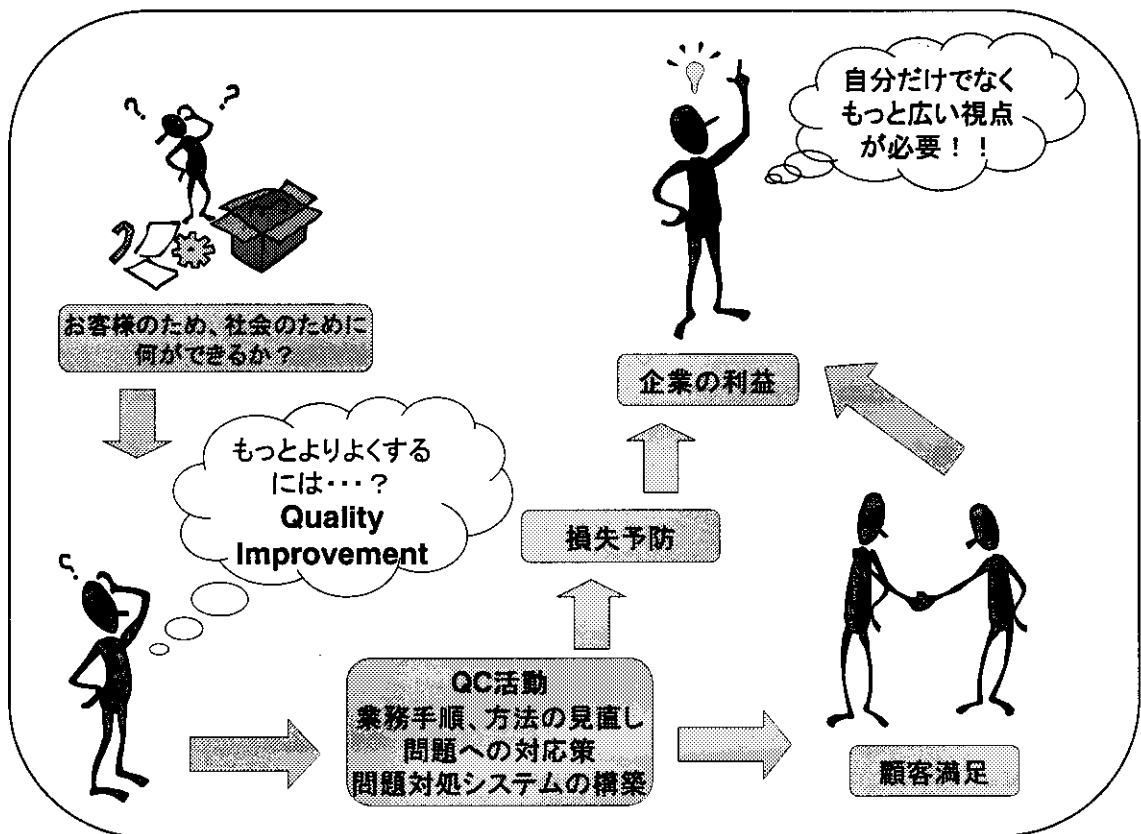 自分だけでなく
もっと広い視点
が必要！！
お客様のため、社会のために
何ができるか？
企業の利益
もっとよりよくする
には・・・？
Quality
Improvement
損失予防
QC活動
業務手順、方法の見直し
問題への対応策
問題対処システムの構築
顧客満足